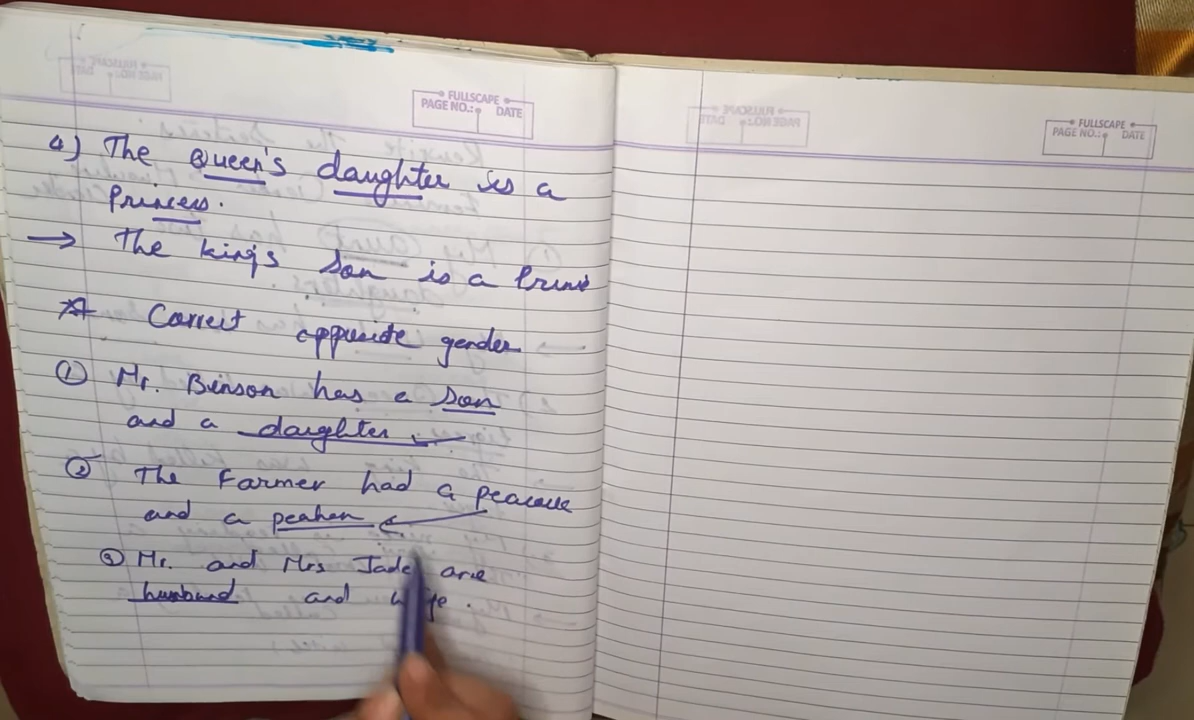 FULLSCAPE
PAGE NO.: DATE
FULLSCAPE
PAGE NO.: DATE
4) The Queen's daughter is a
Princess.
→ The king's son is a Prince
Correct opposite gender
① Mr. Binson has a son
and a daughter
② The Farmer had a peacock
and a peahen
③ Mr. and Mrs Jade are
husband and wife.